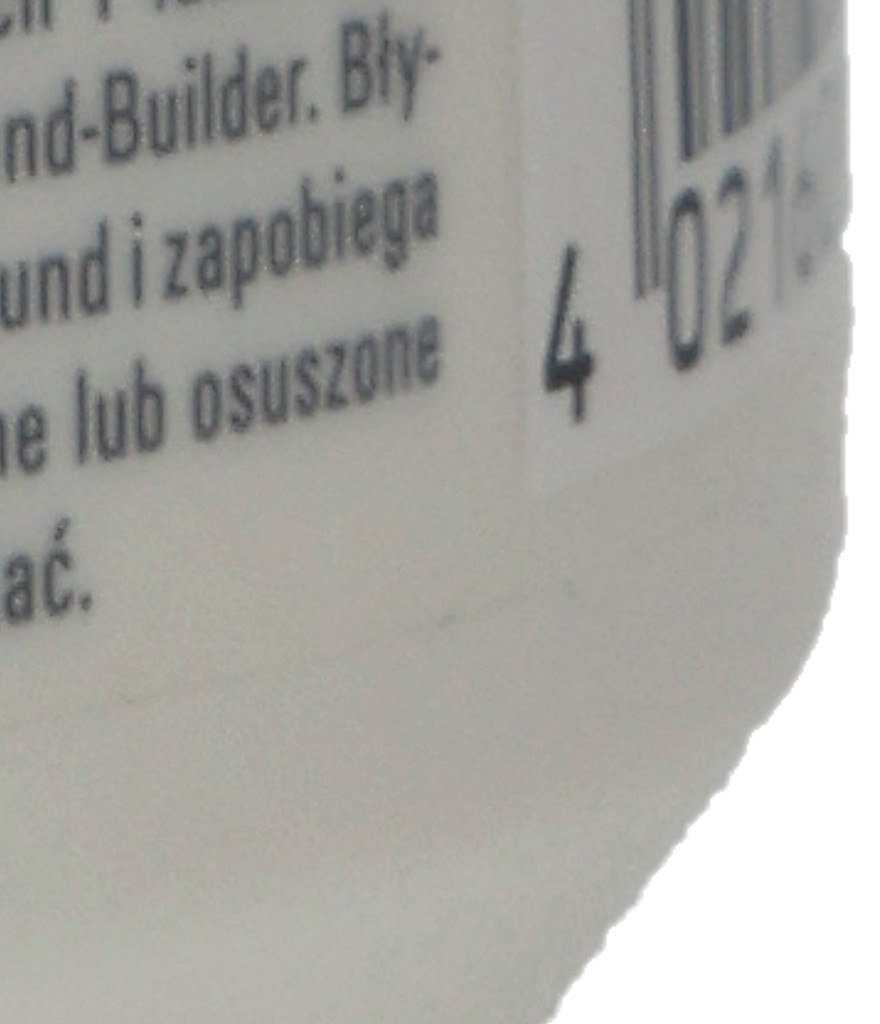 nd-Builder. Bły-
und i zapobiega
ne lub osuszone
ać.
4 021